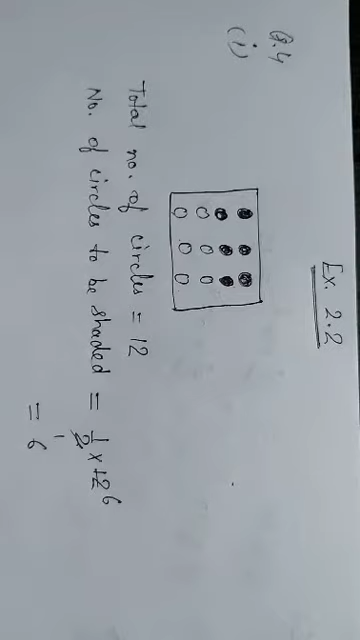 Ex. 2.2
Q.4
(i)
Total no. of circles = 12
No. of circles to be shaded = 1/2 x 12 6
1
= 6